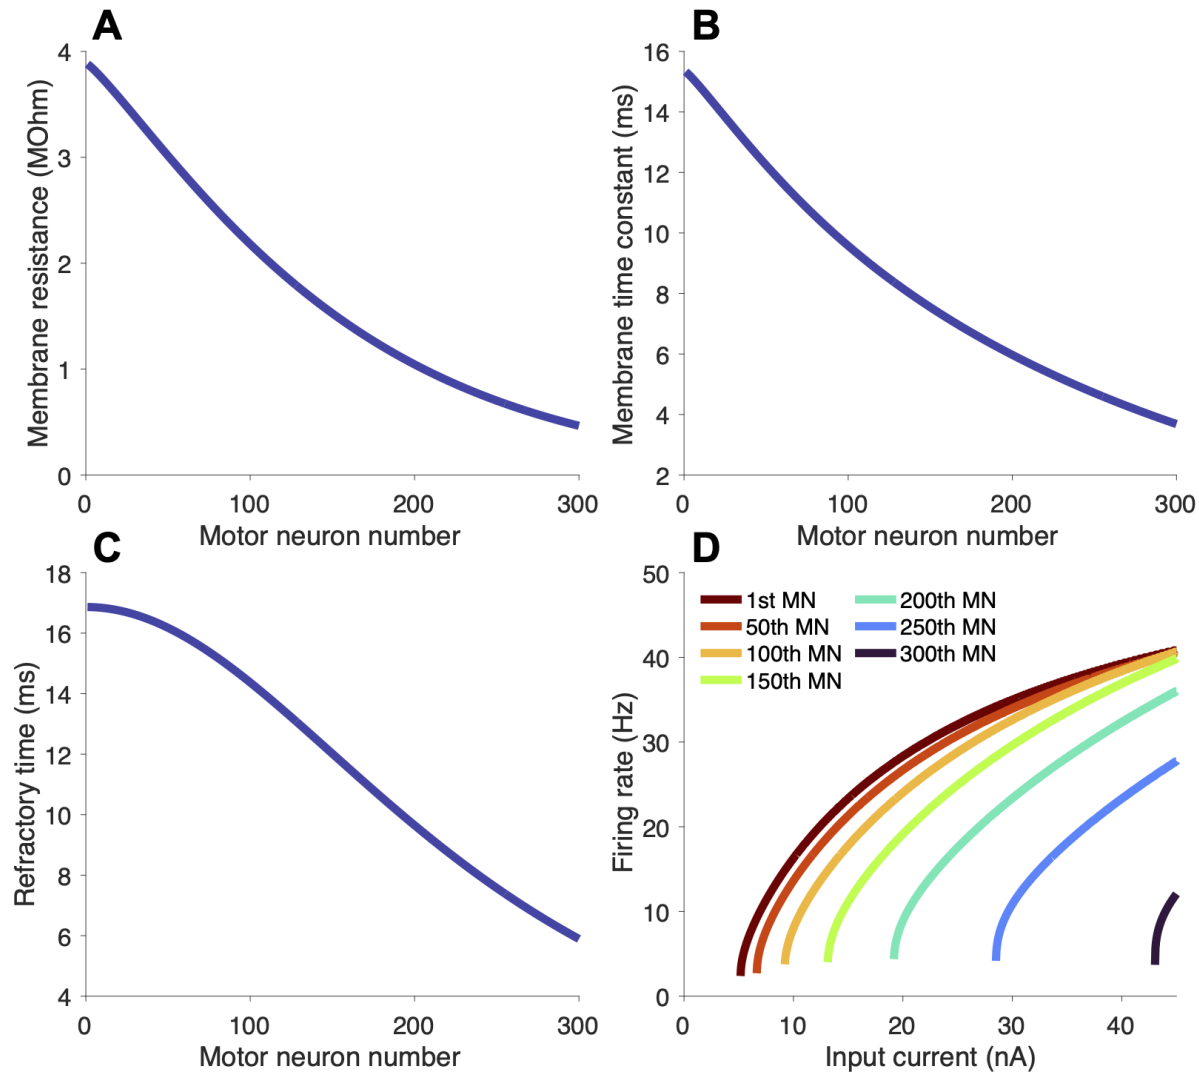 A
4
3
2
1
0
Membrane resistance (MOhm)
0
100
200
300
Motor neuron number
B
16
14
12
10
8
6
4
2
Membrane time constant (ms)
0
100
200
300
Motor neuron number
C
18
16
14
12
10
8
6
4
Refractory time (ms)
0
100
200
300
Motor neuron number
D
50
40
30
20
10
0
Firing rate (Hz)
1st MN
50th MN
100th MN
150th MN
200th MN
250th MN
300th MN
0
10
20
30
40
Input current (nA)